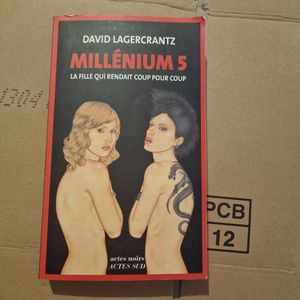 DAVID LAGERCRANTZ
MILLÉNIUM 5
LA FILLE QUI RENDAIT COUP POUR COUP
actes noirs
ACTES SUD
PCB
12